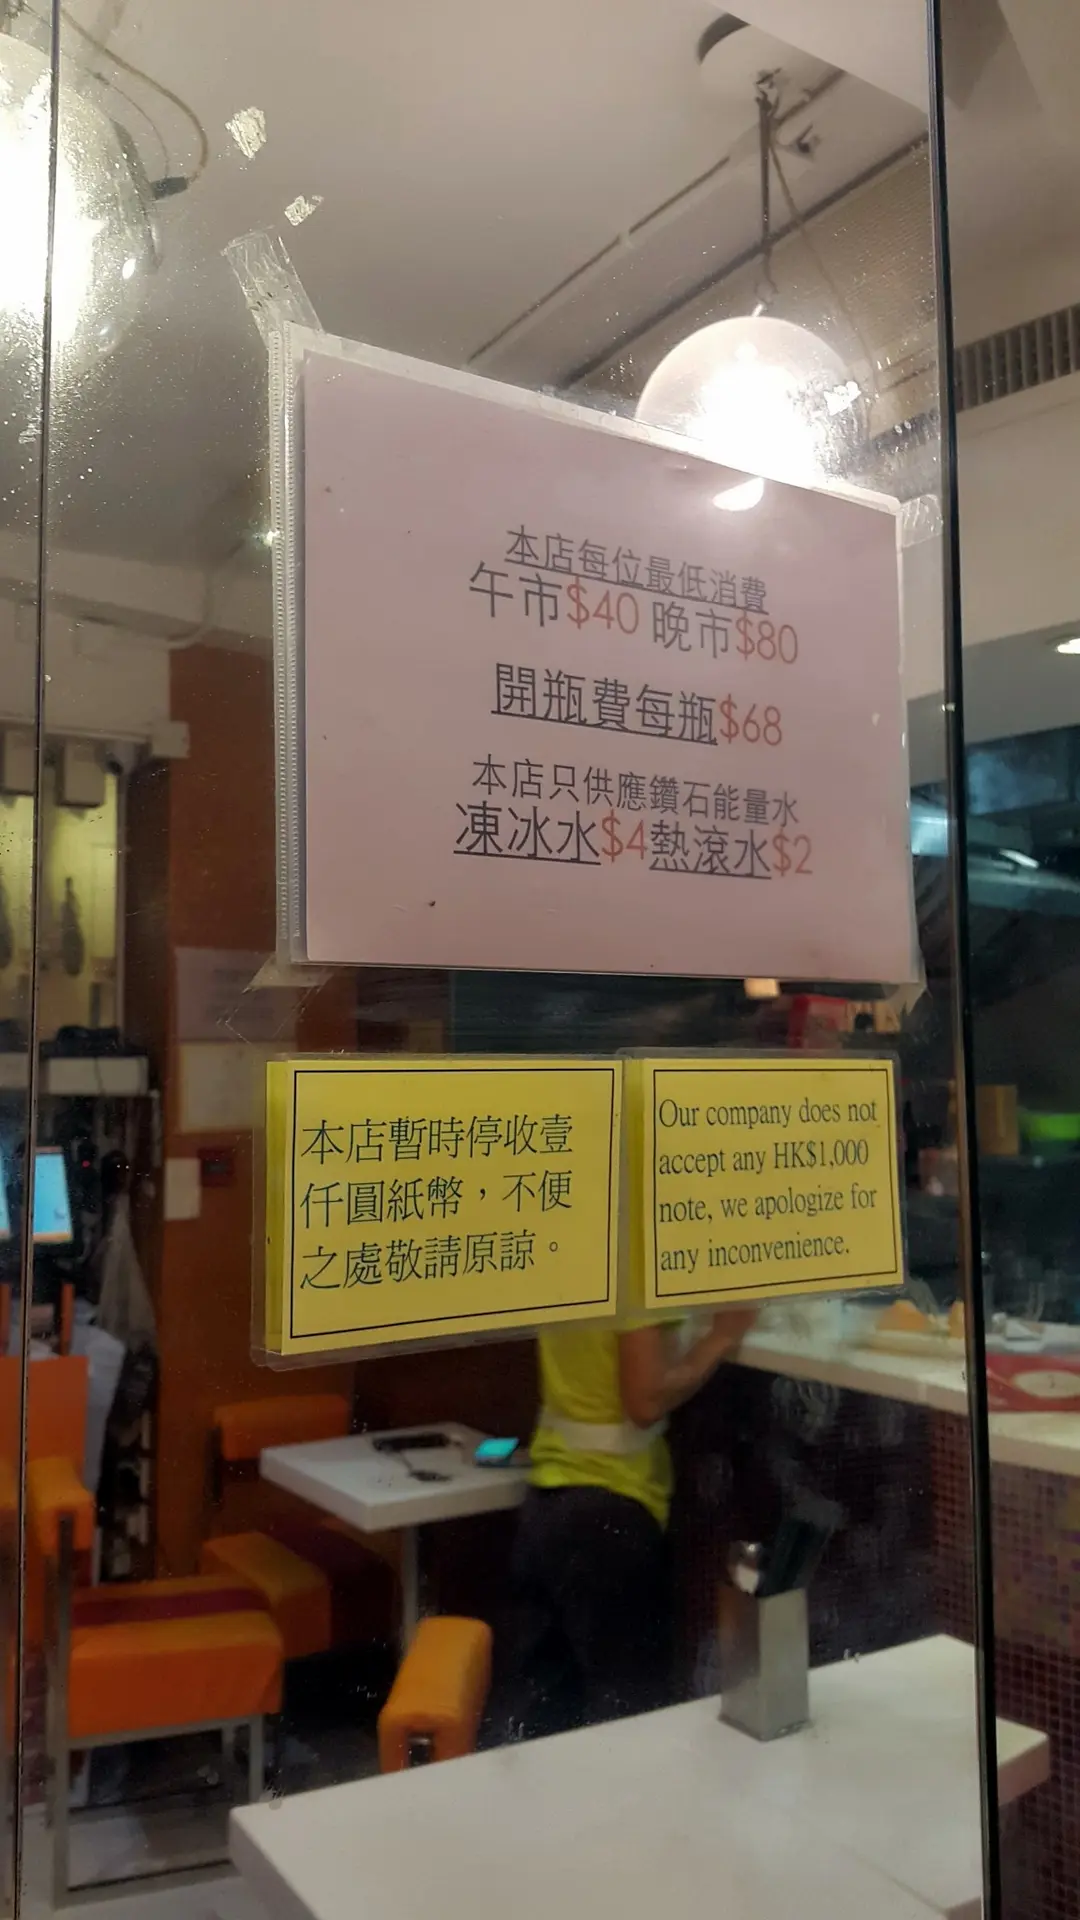 本店每位最低消費
午市$40 晚市$80
開瓶費每瓶$68
本店只供應鑽石能量水
凍冰水$4熱滾水$2
本店暫時停收壹
仟圓紙幣，不便
之處敬請原諒。
Our company does not
accept any HK$1,000
note, we apologize for
any inconvenience.